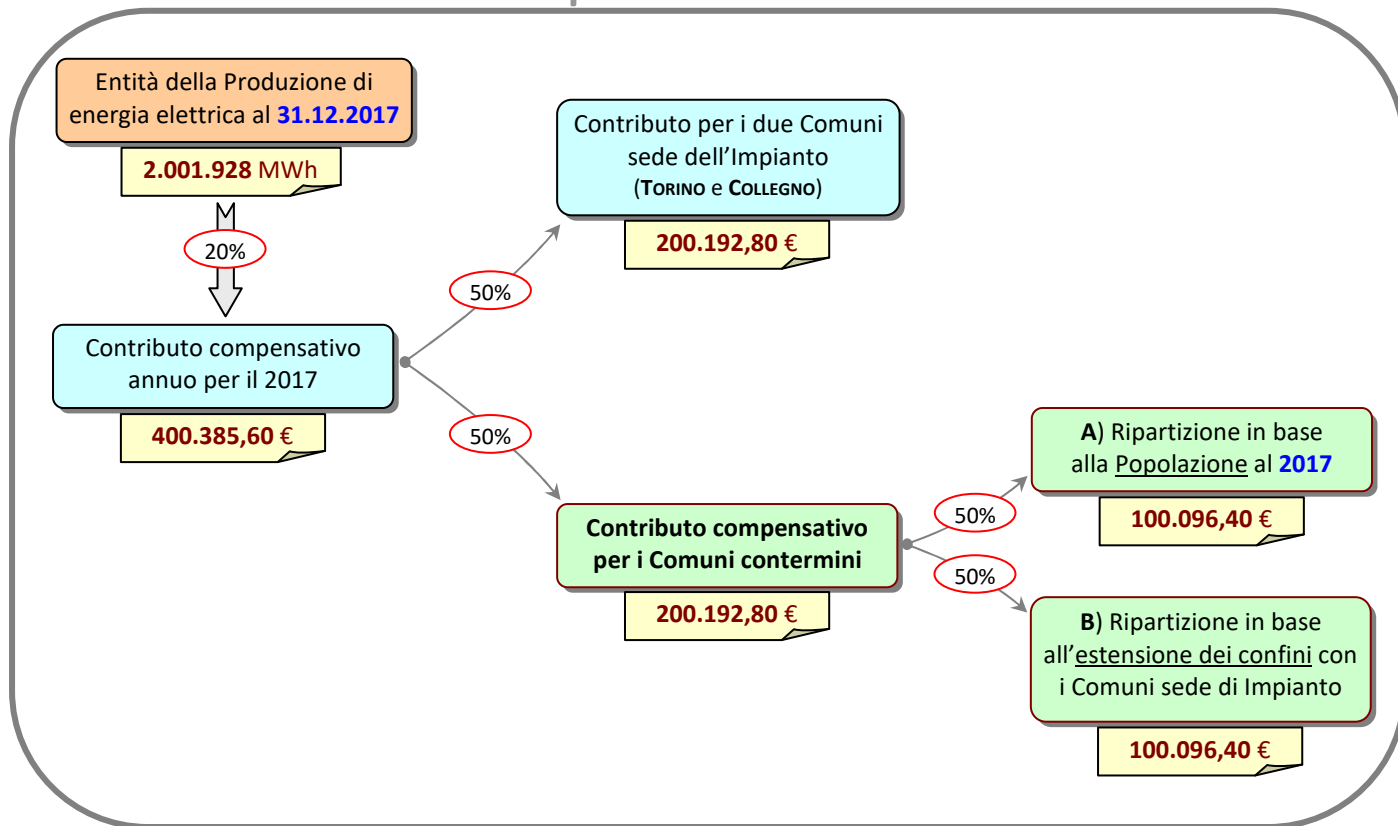 Entità della Produzione di
energia elettrica al 31.12.2017
2.001.928 MWh
20%
Contributo compensativo
annuo per il 2017
400.385,60 €
50%
Contributo per i due Comuni
sede dell’Impianto
(TORINO e COLLEGNO)
200.192,80 €
50%
Contributo compensativo
per i Comuni contermini
200.192,80 €
50%
A) Ripartizione in base
alla Popolazione al 2017
100.096,40 €
50%
B) Ripartizione in base
all’estensione dei confini con
i Comuni sede di Impianto
100.096,40 €